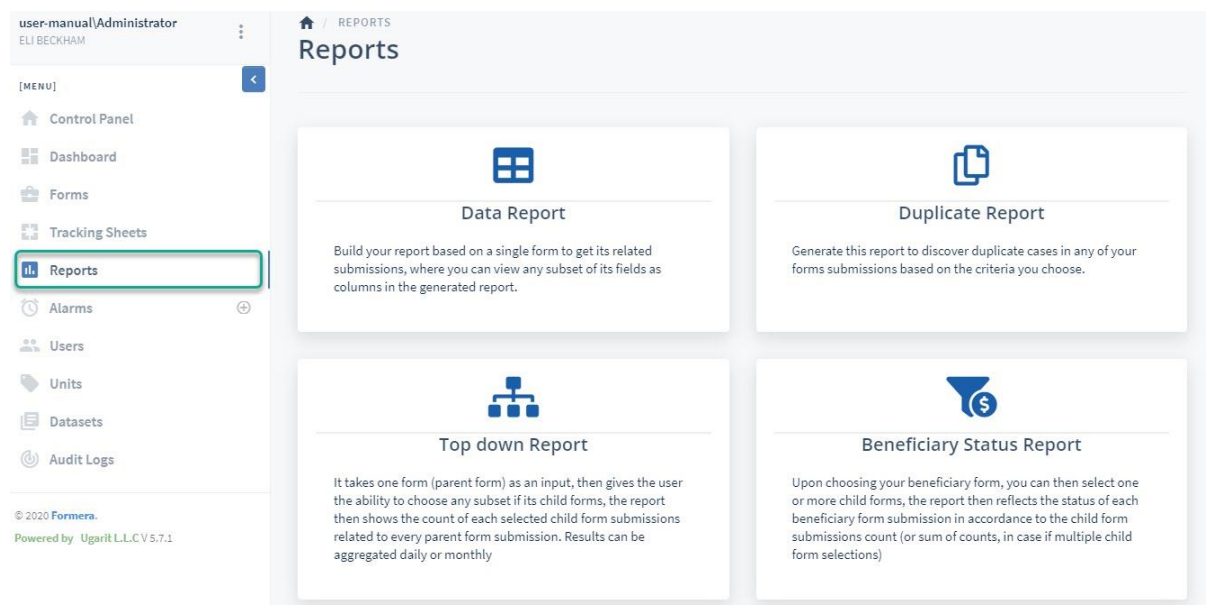 user-manual\Administrator
ELI BECKHAM
[MENU]
Control Panel
Dashboard
Forms
Tracking Sheets
Reports
Alarms
Users
Units
Datasets
Audit Logs
© 2020 Formera.
Powered by Ugarit L.L.C V 5.7.1
/ REPORTS
Reports
Data Report
Build your report based on a single form to get its related
submissions, where you can view any subset of its fields as
columns in the generated report.
Duplicate Report
Generate this report to discover duplicate cases in any of your
forms submissions based on the criteria you choose.
Top down Report
It takes one form (parent form) as an input, then gives the user
the ability to choose any subset if its child forms, the report
then shows the count of each selected child form submissions
related to every parent form submission. Results can be
aggregated daily or monthly
Beneficiary Status Report
Upon choosing your beneficiary form, you can then select one
or more child forms, the report then reflects the status of each
beneficiary form submission in accordance to the child form
submissions count (or sum of counts, in case if multiple child
form selections)